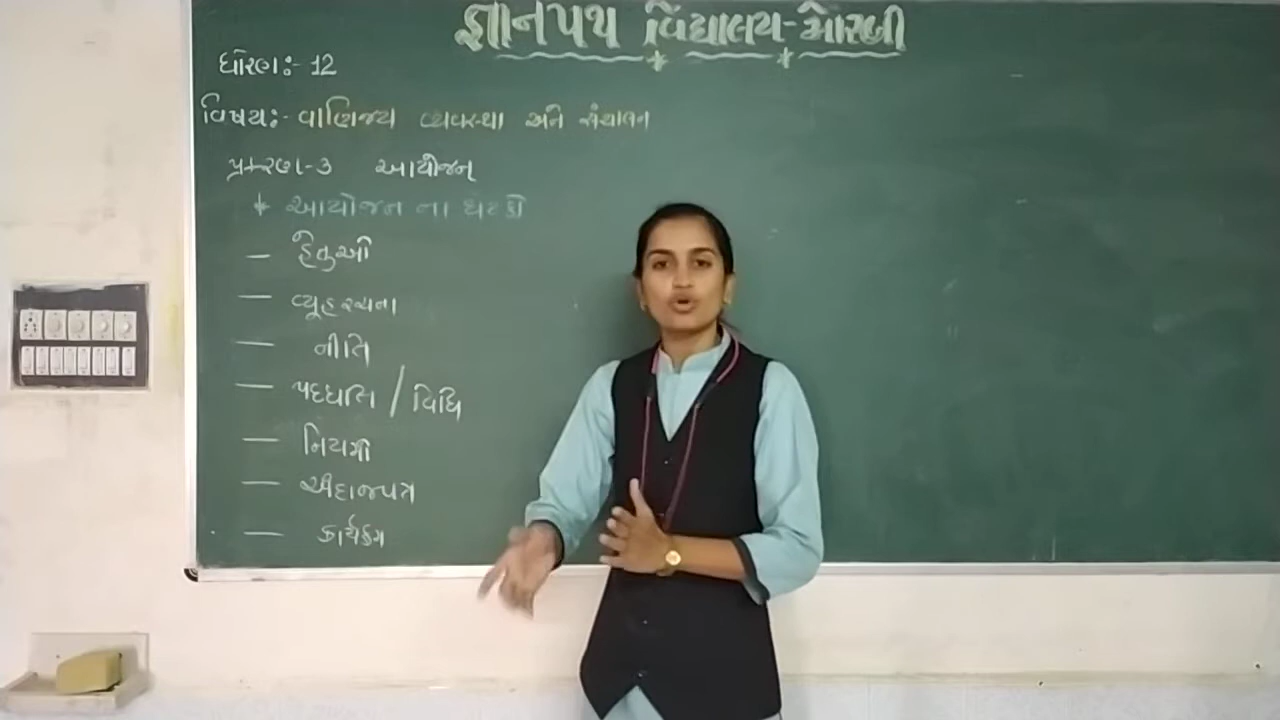 જ્ઞાનપથ વિદ્યાલય-મોરબી
ધોરણ:- 12
વિષય:- વાણિજ્ય વ્યવસ્થા અને સંચાલન
પ્રકરણ-3 આયોજન
* આયોજન ના ઘટકો
— હેતુઓ
— વ્યૂહરચના
— નીતિ
— પદ્ધતિ / વિધિ
— નિયમો
— અંદાજપત્ર
— કાર્યક્રમ